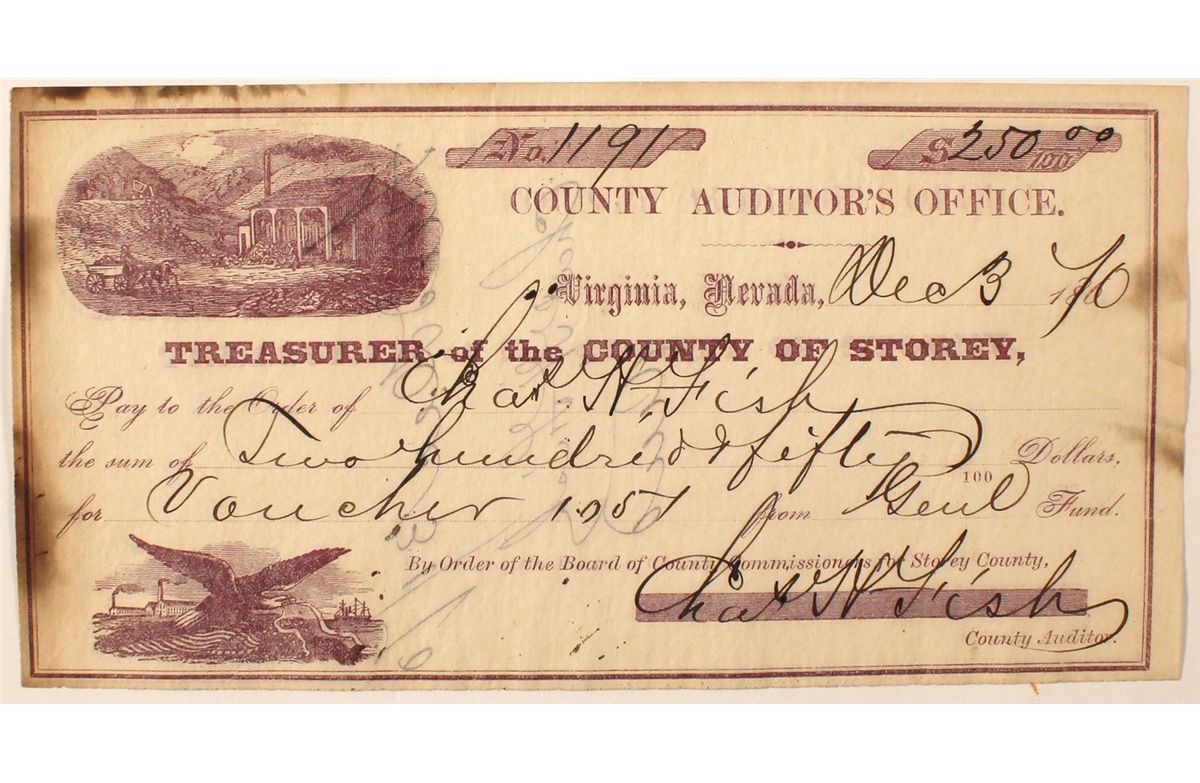 No. 1191
$250 00/100
COUNTY AUDITOR'S OFFICE.
Virginia, Nevada, Dec 3 1870
TREASURER of the COUNTY OF STOREY,
Pay to the Order of Chas H. Fish
the sum of Two hundred & fifty 100 Dollars,
for Voucher 1057 from Genl Fund.
By Order of the Board of County Commissioners for Storey County,
Chas H Fish
County Auditor.